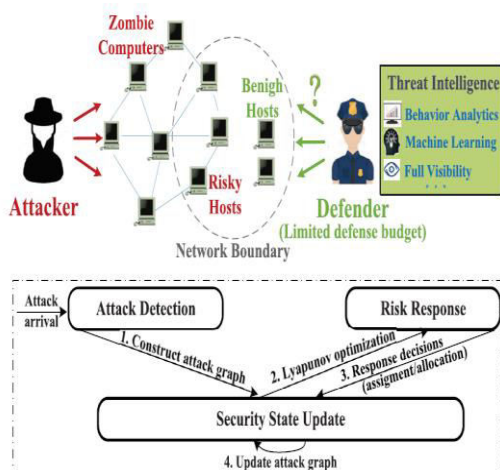 Zombie
Computers
Benigh
Hosts
?
Threat Intelligence
Behavior Analytics
Machine Learning
Full Visibility
. . .
Risky
Hosts
Attacker
Defender
(Limited defense budget)
Network Boundary
Attack
arrival
Attack Detection
Risk Response
1. Construct attack graph
2. Lyapunov optimization
3. Response decisions
(assigment/allocation)
Security State Update
4. Update attack graph